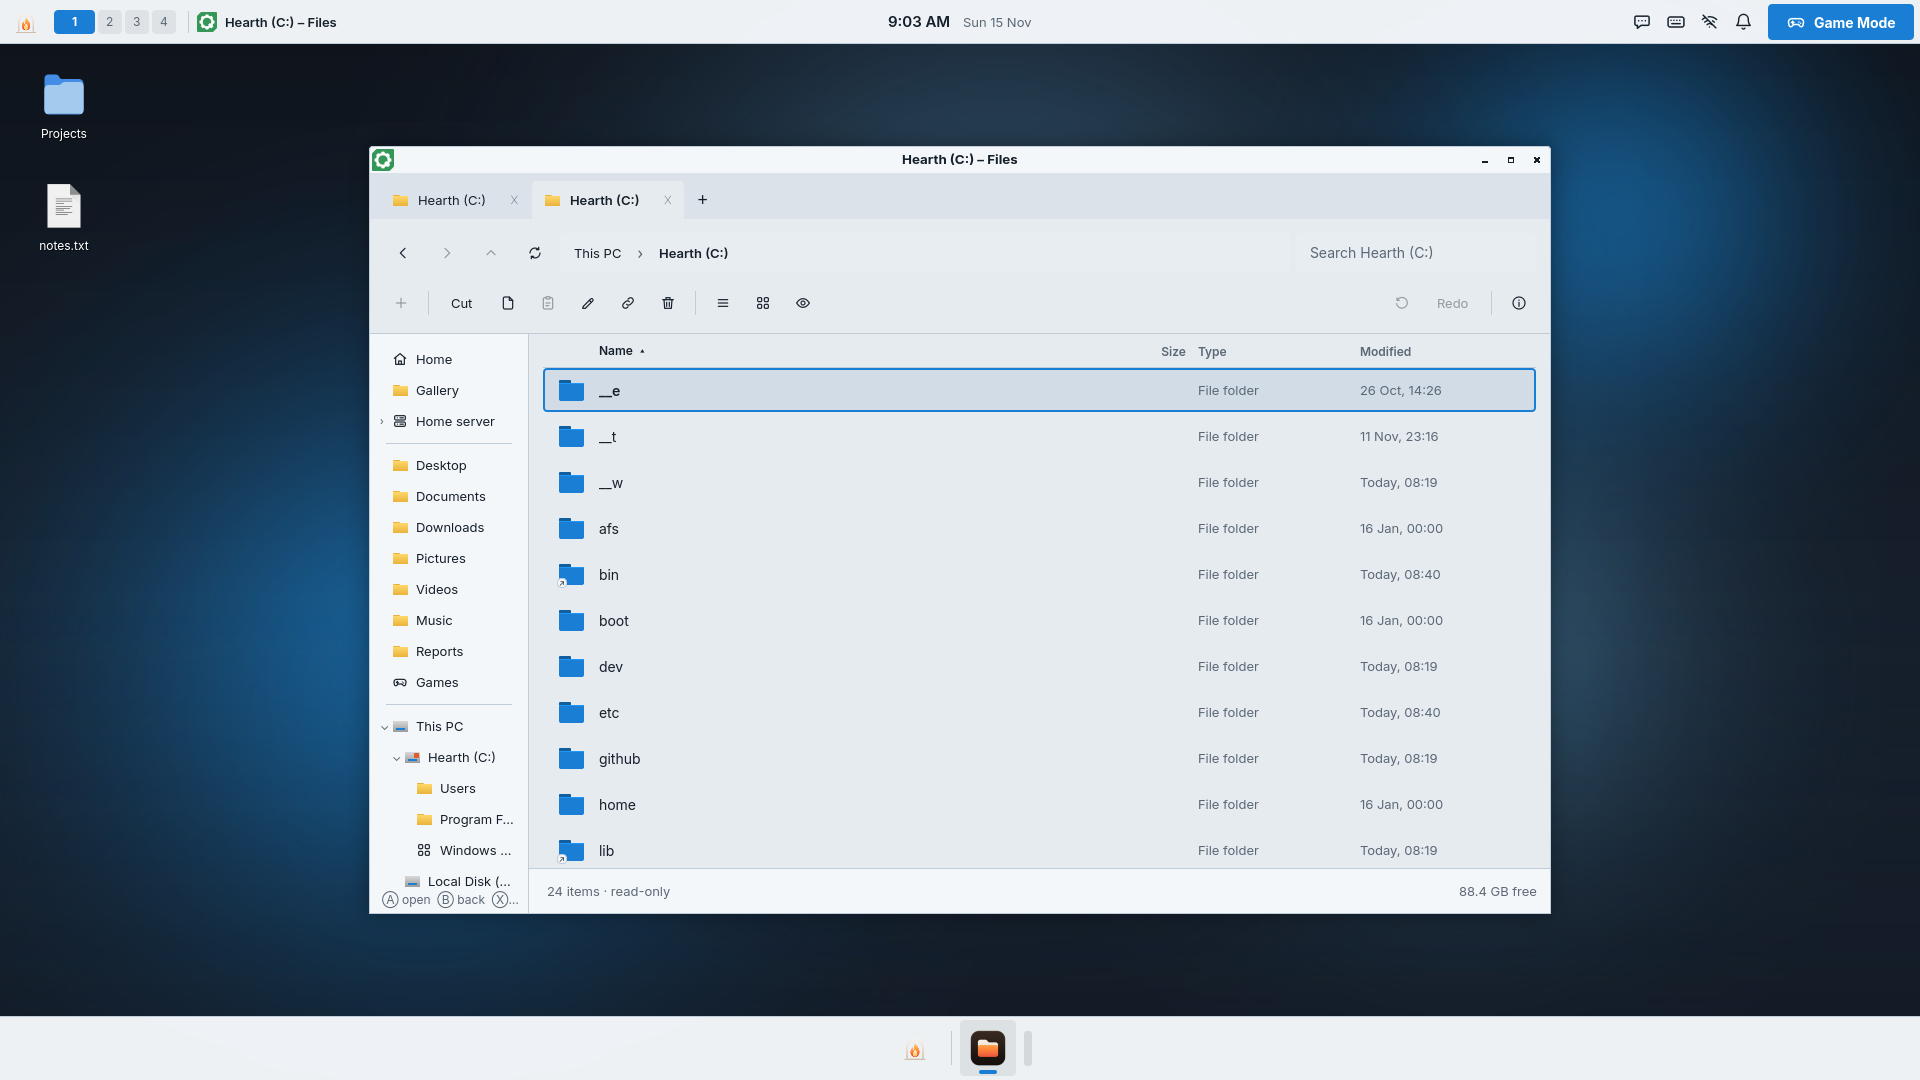 1 2 3 4 Hearth (C:) – Files 9:03 AM Sun 15 Nov Game Mode
Projects
notes.txt
Hearth (C:) – Files
Hearth (C:) X Hearth (C:) X +
This PC › Hearth (C:) Search Hearth (C:)
Cut Redo
Home
Gallery
Home server
Desktop
Documents
Downloads
Pictures
Videos
Music
Reports
Games
This PC
Hearth (C:)
Users
Program F...
Windows ...
Local Disk (...
A open B back X...
Name Size Type Modified
__e File folder 26 Oct, 14:26
__t File folder 11 Nov, 23:16
__w File folder Today, 08:19
afs File folder 16 Jan, 00:00
bin File folder Today, 08:40
boot File folder 16 Jan, 00:00
dev File folder Today, 08:19
etc File folder Today, 08:40
github File folder Today, 08:19
home File folder 16 Jan, 00:00
lib File folder Today, 08:19
24 items · read-only 88.4 GB free